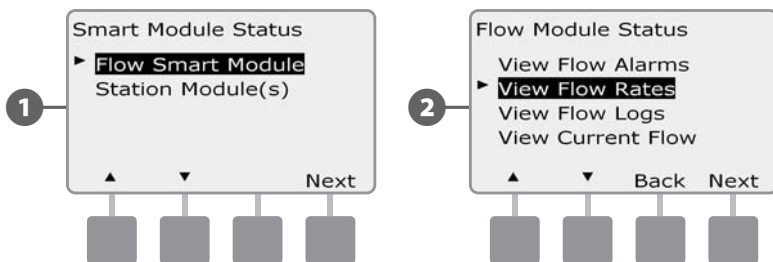 1
Smart Module Status
► Flow Smart Module
Station Module(s)
▲ ▼ Next
2
Flow Module Status
View Flow Alarms
► View Flow Rates
View Flow Logs
View Current Flow
▲ ▼ Back Next